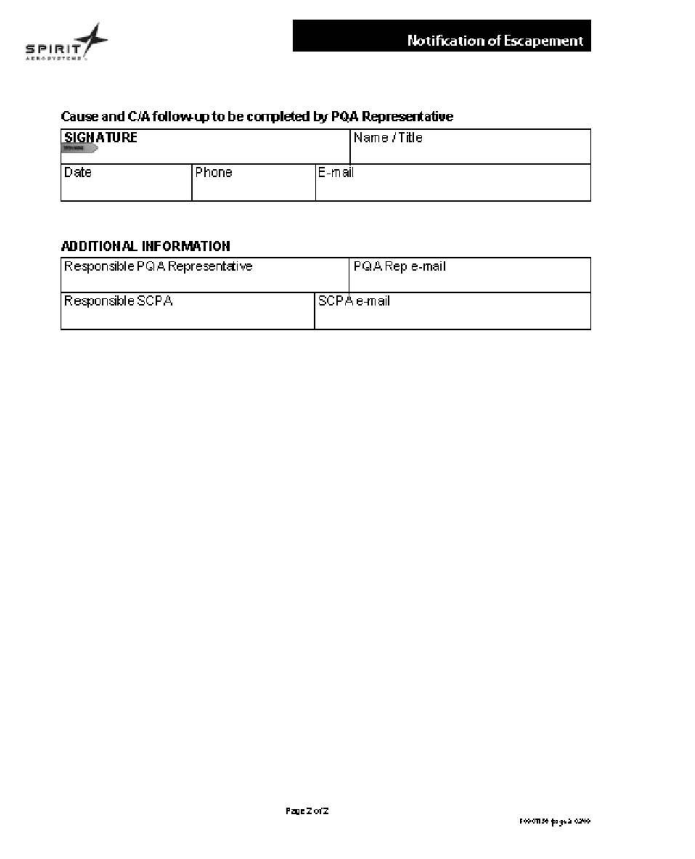 SPIRIT
AEROSYSTEMS
Notification of Escapement
Cause and C/A follow-up to be completed by PQA Representative
SIGNATURE
Name / Title
Date
Phone
E-mail
ADDITIONAL INFORMATION
Responsible PQA Representative
PQA Rep e-mail
Responsible SCPA
SCPA e-mail
Page 2 of 2